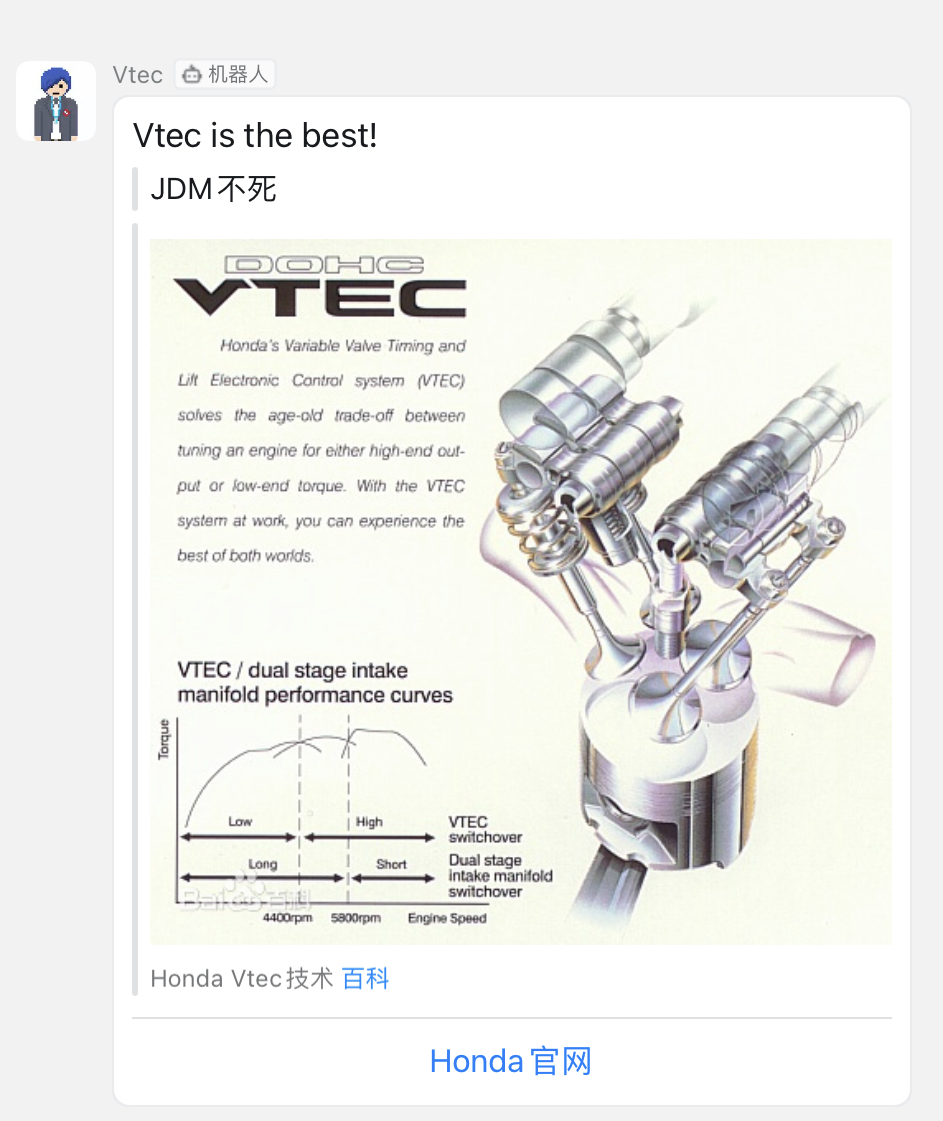 Vtec 机器人
Vtec is the best!
JDM不死
DOHC
VTEC
Honda's Variable Valve Timing and
Lift Electronic Control system (VTEC)
solves the age-old trade-off between
tuning an engine for either high-end out-
put or low-end torque. With the VTEC
system at work, you can experience the
best of both worlds.
VTEC / dual stage intake
manifold performance curves
Torque
Low
High
VTEC
switchover
Long
Short
Dual stage
intake manifold
switchover
Baidu百科
4400rpm
5800rpm
Engine Speed
Honda Vtec技术 百科
Honda官网